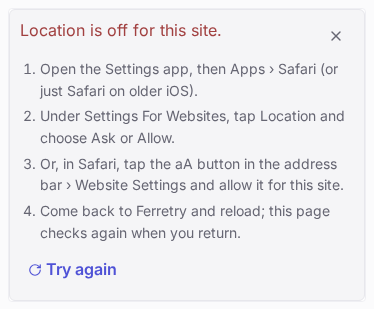 Location is off for this site.
1. Open the Settings app, then Apps › Safari (or
just Safari on older iOS).
2. Under Settings For Websites, tap Location and
choose Ask or Allow.
3. Or, in Safari, tap the aA button in the address
bar › Website Settings and allow it for this site.
4. Come back to Ferretry and reload; this page
checks again when you return.
Try again